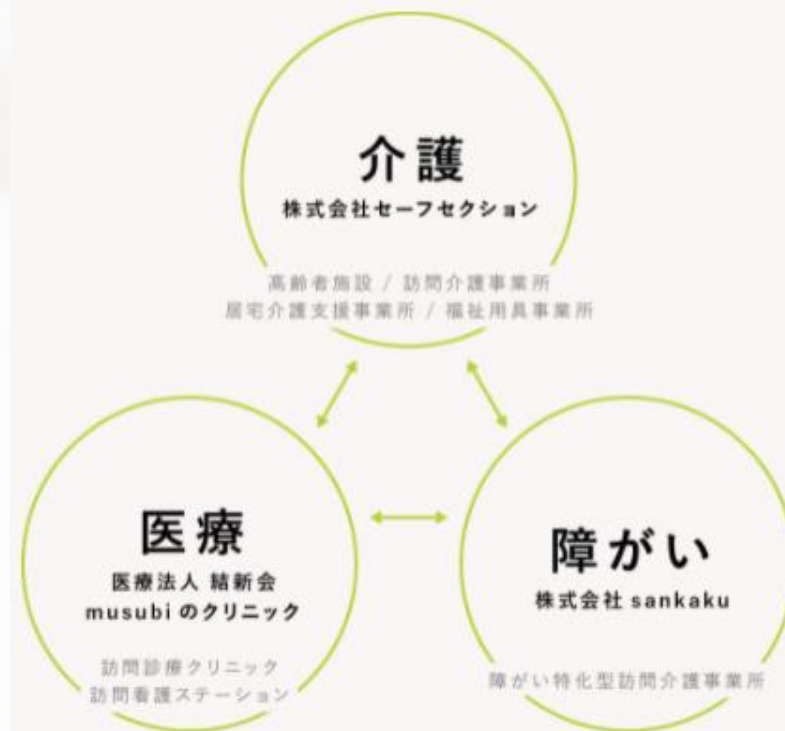 介護
株式会社セーフセクション
高齢者施設 / 訪問介護事業所
居宅介護支援事業所 / 福祉用具事業所
医療
医療法人 結新会
musubi のクリニック
訪問診療クリニック
訪問看護ステーション
障がい
株式会社 sankaku
障がい特化型訪問介護事業所